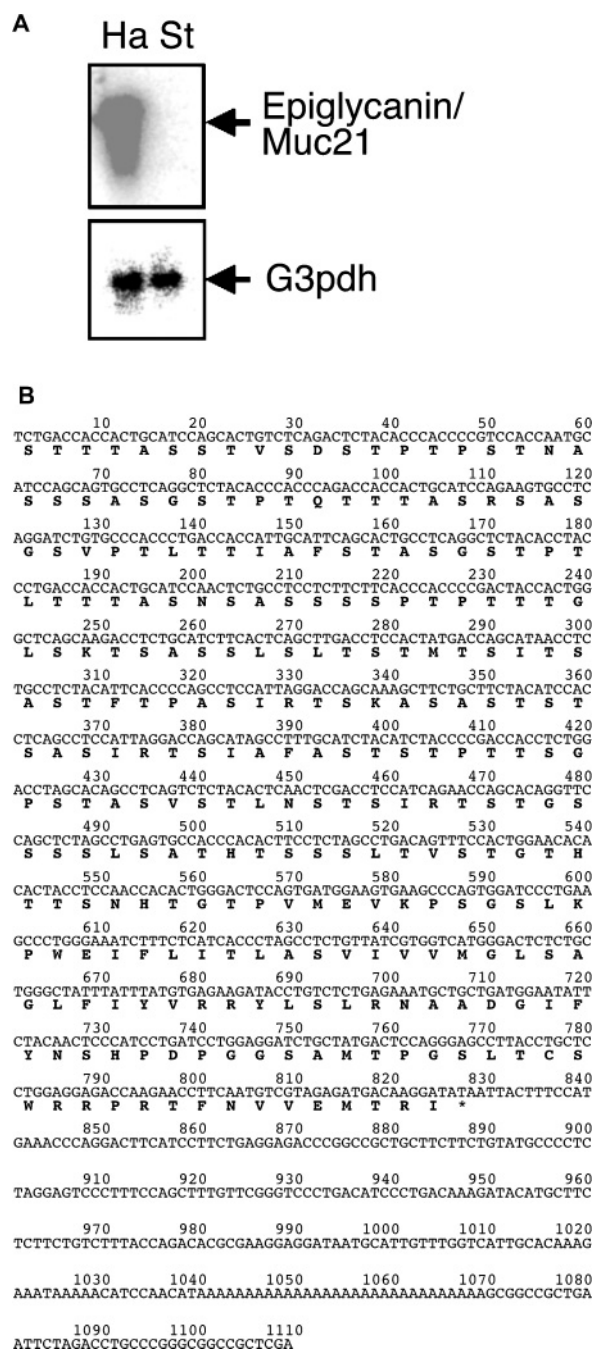 A
Ha St
Epiglycanin/
Muc21
G3pdh
B
10 20 30 40 50 60
TCTGACCACCACTGCATCCAGCACTGTCTCAGACTCTACACCCACCCCGTCCACCAATGC
S T T T A S S T V S D S T P T P S T N A
70 80 90 100 110 120
ATCCAGCAGTGCCTCAGGCTCTACACCCACCCAGACCACCACTGCATCCAGAAGTGCCTC
S S S A S G S T P T Q T T T A S R S A S
130 140 150 160 170 180
AGGATCTGTGCCCACCCTGACCACCATTGCATTCAGCACTGCCTCAGGCTCTACACCTAC
G S V P T L T T I A F S T A S G S T P T
190 200 210 220 230 240
CCTGACCACCACTGCATCCAACTCTGCCTCCTCTTCTTCACCCACCCCGACTACCACTGG
L T T T A S N S A S S S S P T P T T T G
250 260 270 280 290 300
GCTCAGCAAGACCTCTGCATCTTCACTCAGCTTGACCTCCACTATGACCAGCATAACCTC
L S K T S A S S L S L T S T M T S I T S
310 320 330 340 350 360
TGCCTCTACATTCACCCCAGCCTCCATTAGGACCAGCAAAGCTTCTGCTTCTACATCCAC
A S T F T P A S I R T S K A S A S T S T
370 380 390 400 410 420
CTCAGCCTCCATTAGGACCAGCATAGCCTTTGCATCTACATCTACCCCGACCACCTCTGG
S A S I R T S I A F A S T S T P T T S G
430 440 450 460 470 480
ACCTAGCACAGCCTCAGTCTCTACACTCAACTCGACCTCCATCAGAACCAGCACAGGTTC
P S T A S V S T L N S T S I R T S T G S
490 500 510 520 530 540
CAGCTCTAGCCTGAGTGCCACCCACACTTCCTCTAGCCTGACAGTTTCCACTGGAACACA
S S S L S A T H T S S S L T V S T G T H
550 560 570 580 590 600
CACTACCTCCAACCACACTGGGACTCCAGTGATGGAAGTGAAGCCCAGTGGATCCCTGAA
T T S N H T G T P V M E V K P S G S L K
610 620 630 640 650 660
GCCCTGGGAAATCTTTCTCATCACCCTAGCCTCTGTTATCGTGGTCATGGGACTCTCTGC
P W E I F L I T L A S V I V V M G L S A
670 680 690 700 710 720
TGGGCTATTTATTTATGTGAGAAGATACCTGTCTCTGAGAAATGCTGCTGATGGAATATT
G L F I Y V R R Y L S L R N A A D G I F
730 740 750 760 770 780
CTACAACTCCCATCCTGATCCTGGAGGATCTGCTATGACTCCAGGGAGCCTTACCTGCTC
Y N S H P D P G G S A M T P G S L T C S
790 800 810 820 830 840
CTGGAGGAGACCAAGAACCTTCAATGTCGTAGAGATGACAAGGATATAATTACTTTCCAT
W R R P R T F N V V E M T R I *
850 860 870 880 890 900
GAAACCCAGGACTTCATCCTTCTGAGGAGACCCGGCCGCTGCTTCTTCTGTATGCCCCTC
910 920 930 940 950 960
TAGGAGTCCCTTTCCAGCTTTGTTCGGGTCCCTGACATCCCTGACAAAGATACATGCTTC
970 980 990 1000 1010 1020
TCTTCTGTCTTTACCAGACACGCGAAGGAGGATAATGCATTGTTTGGTCATTGCACAAAG
1030 1040 1050 1060 1070 1080
AAATAAAAACATCCAACATAAAAAAAAAAAAAAAAAAAAAAAAAAAAAAGCGGCCGCTGA
1090 1100 1110
ATTCTAGACCTGCCCGGGCGGCCGCTCGA